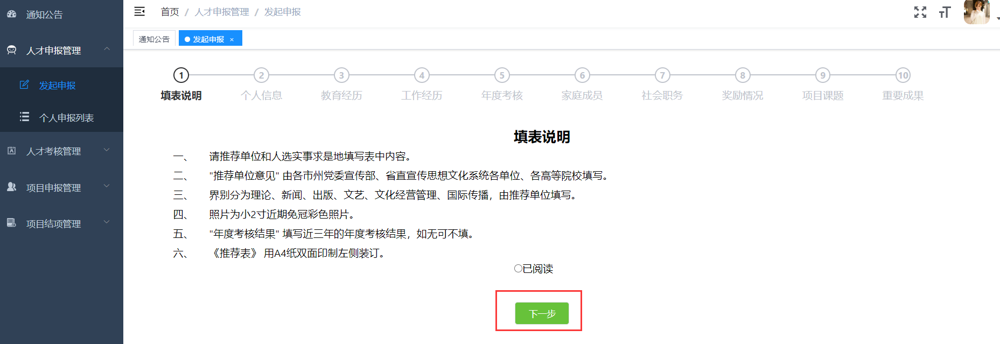 通知公告
人才申报管理
发起申报
个人申报列表
人才考核管理
项目申报管理
项目结项管理
首页 / 人才申报管理 / 发起申报
通知公告 发起申报 ×
1 2 3 4 5 6 7 8 9 10
填表说明 个人信息 教育经历 工作经历 年度考核 家庭成员 社会职务 奖励情况 项目课题 重要成果
填表说明
一、 请推荐单位和人选实事求是地填写表中内容。
二、 "推荐单位意见" 由各市州党委宣传部、省直宣传思想文化系统各单位、各高等院校填写。
三、 界别分为理论、新闻、出版、文艺、文化经营管理、国际传播，由推荐单位填写。
四、 照片为小2寸近期免冠彩色照片。
五、 "年度考核结果" 填写近三年的年度考核结果，如无可不填。
六、 《推荐表》 用A4纸双面印制左侧装订。
已阅读
下一步